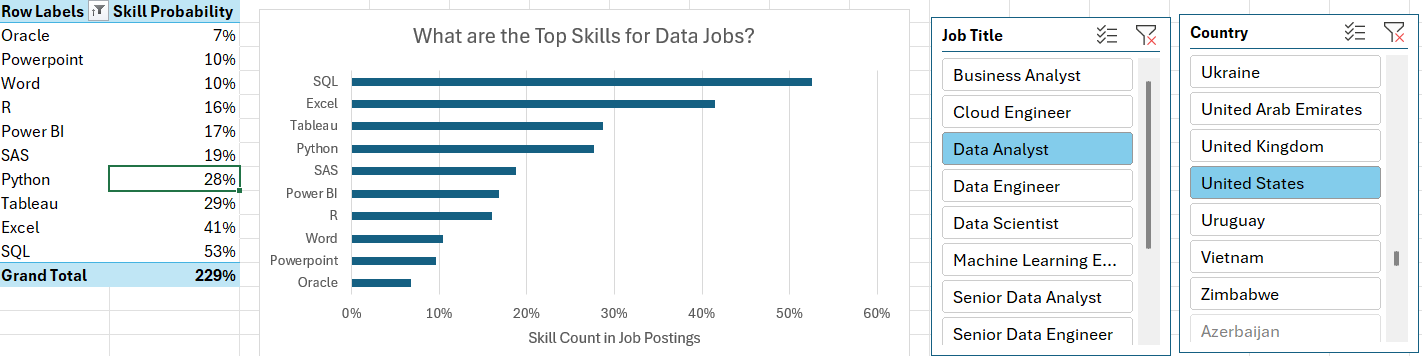 Row Labels Skill Probability
Oracle 7%
Powerpoint 10%
Word 10%
R 16%
Power BI 17%
SAS 19%
Python 28%
Tableau 29%
Excel 41%
SQL 53%
Grand Total 229%
What are the Top Skills for Data Jobs?
SQL
Excel
Tableau
Python
SAS
Power BI
R
Word
Powerpoint
Oracle
0% 10% 20% 30% 40% 50% 60%
Skill Count in Job Postings
Job Title
Business Analyst
Cloud Engineer
Data Analyst
Data Engineer
Data Scientist
Machine Learning E...
Senior Data Analyst
Senior Data Engineer
Country
Ukraine
United Arab Emirates
United Kingdom
United States
Uruguay
Vietnam
Zimbabwe
Azerbaijan